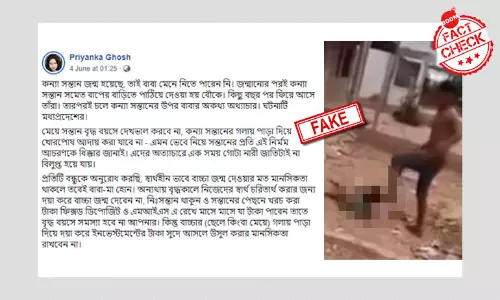 Priyanka Ghosh
4 June at 01:25
কন্যা সন্তান জন্ম হয়েছে, তাই বাবা মেনে নিতে পারেন নি। জন্মানোর পরই কন্যা
সন্তান সমেত বাপের বাড়িতে পাঠিয়ে দেওয়া হয় বৌকে। কিন্তু বছর পর ফিরে আসে
তাঁরা। তারপরই চলে কন্যা সন্তানের উপর বাবার অকথ্য অত্যাচার। ঘটনাটি
মধ্যপ্রদেশের।
মেয়ে সন্তান বৃদ্ধ বয়সে দেখভাল করবে না, কন্যা সন্তানের গলায় পাড়া দিয়ে
খোরপোষ আদায় করা যাবে না - এমন ভেবে নিয়ে সন্তানের প্রতি এই নির্মম
আচরণকে ধিক্কার জানাই। এদের অত্যাচারে এক সময় গোটা নারী জাতিটাই না
বিলুপ্ত হয়ে যায়।
প্রতিটি বন্ধুকে অনুরোধ করছি, স্বার্থহীন ভাবে বাচ্চা জন্ম দেওয়ার মত মানসিকতা
থাকলে তবেই বাবা-মা হোন। অন্যথায় বৃদ্ধকালে নিজেদের স্বার্থ চরিতার্থ করার জন্য
দয়া করে বাচ্চা জন্ম দেবেন না, নিঃসন্তান থাকুন ও সন্তানের পেছনে খরচ করা
টাকা ফিক্সড ডিপোজিট ও এমআইএস এ রেখে মাসে মাসে যা টাকা পাবেন তাতে
বৃদ্ধ বয়সে সমস্যা হবে না আপনার। কিন্তু বাচ্চার (ছেলে কিংবা মেয়ে) গলায় পাড়া
দিয়ে দয়া করে ইনভেস্টমেন্টের টাকা সুদে আসলে উসুল করার মানসিকতা
রাখবেন না।
FAKE
FACT
CHECK